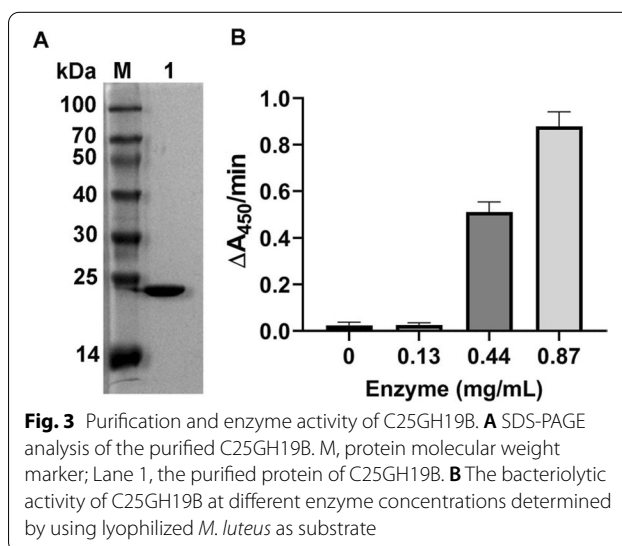 A
kDa M 1
100
70
50
40
30
25
14
B
ΔA450/min
1.0
0.8
0.6
0.4
0.2
0.0
0 0.13 0.44 0.87
Enzyme (mg/mL)
Fig. 3 Purification and enzyme activity of C25GH19B. A SDS-PAGE
analysis of the purified C25GH19B. M, protein molecular weight
marker; Lane 1, the purified protein of C25GH19B. B The bacteriolytic
activity of C25GH19B at different enzyme concentrations determined
by using lyophilized M. luteus as substrate